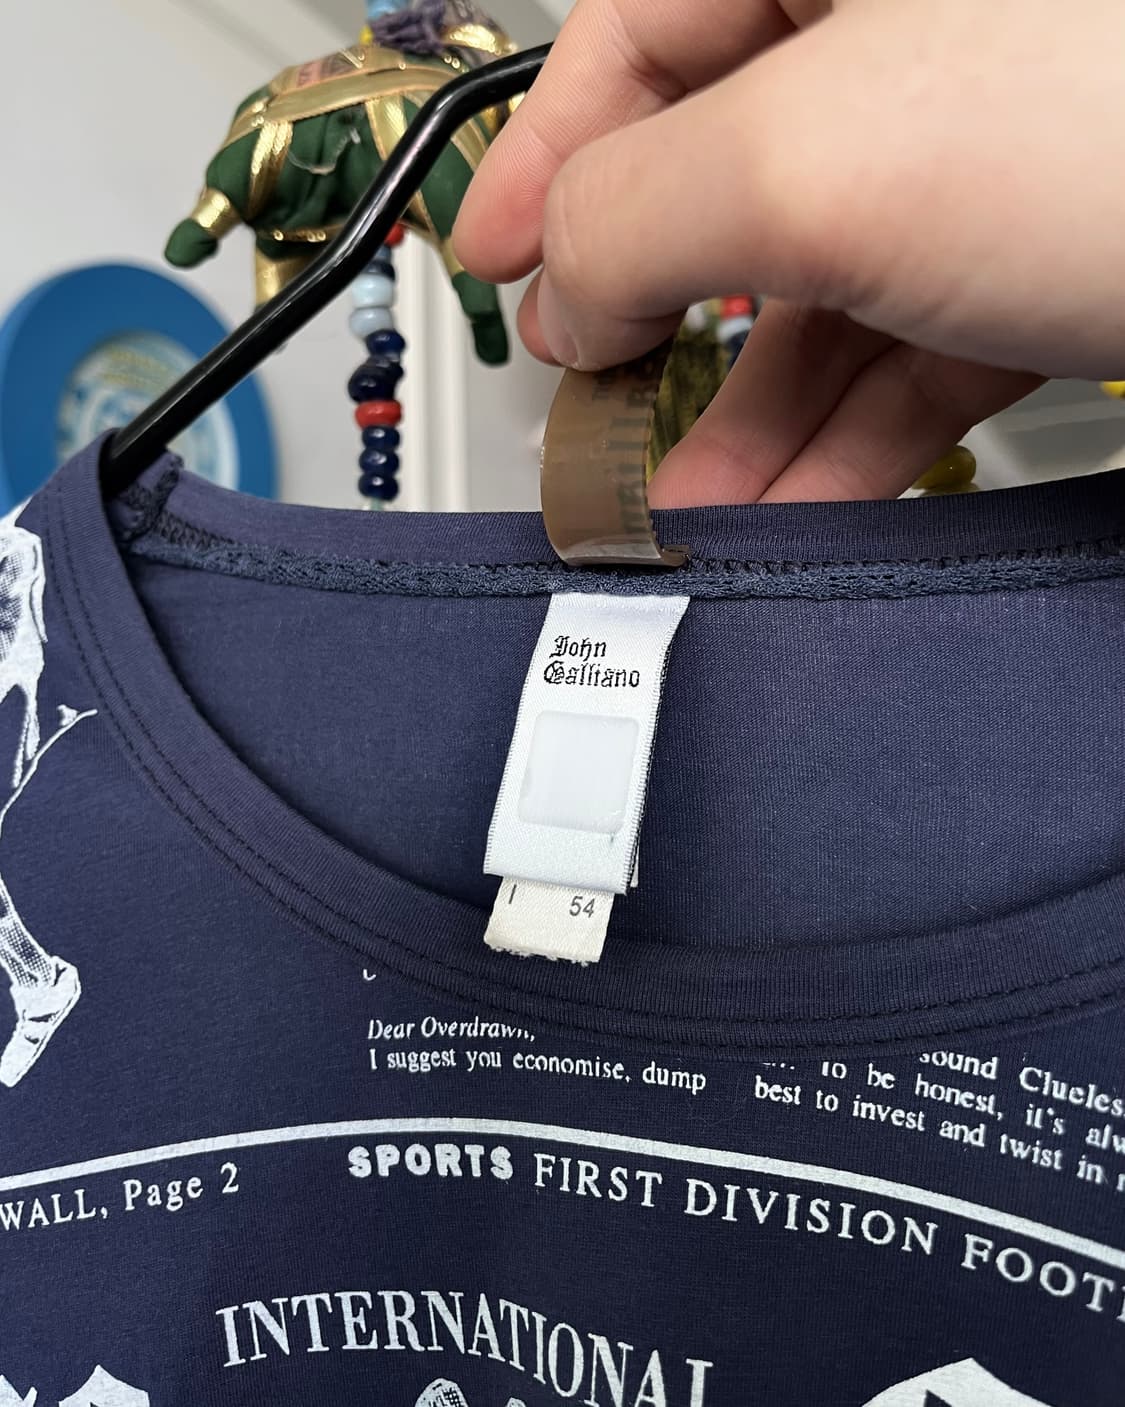 John
Galliano
I 54
Dear Overdrawn,
I suggest you economise, dump
sound
To be honest, it's
best to invest and twist in
WALL, Page 2
SPORTS FIRST DIVISION
INTERNATIONAL